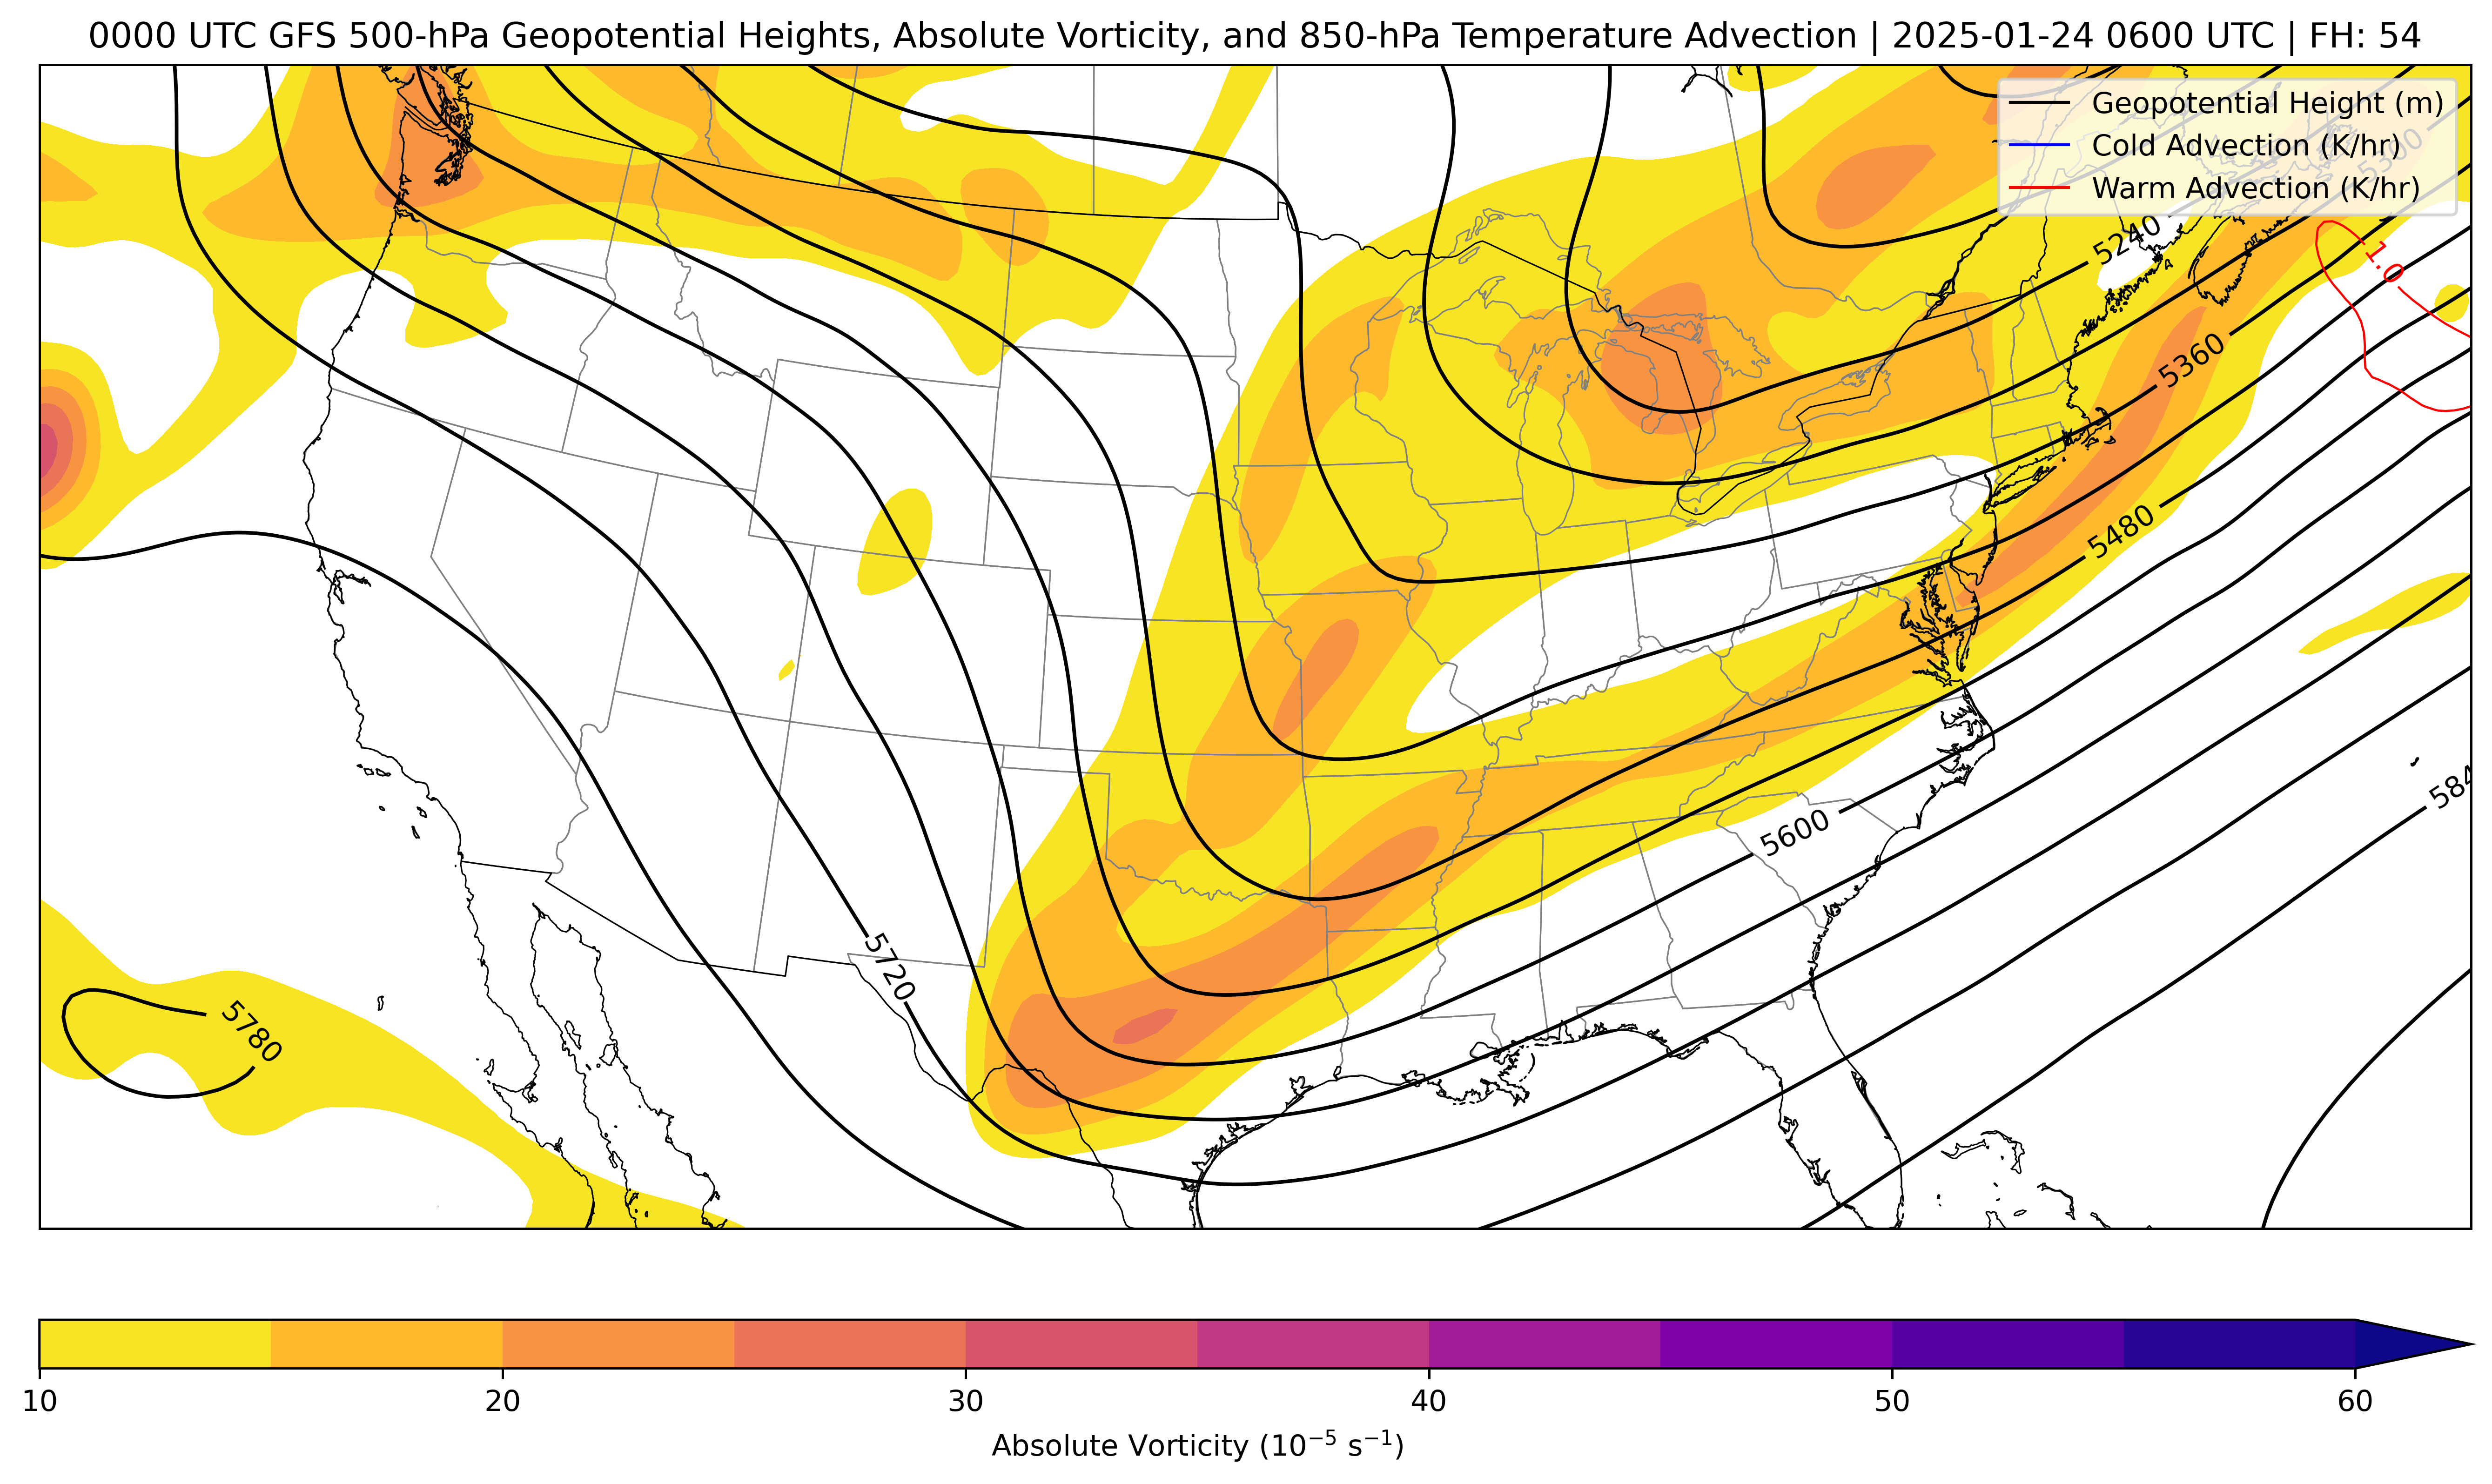 0000 UTC GFS 500-hPa Geopotential Heights, Absolute Vorticity, and 850-hPa Temperature Advection | 2025-01-24 0600 UTC | FH: 54
Geopotential Height (m)
Cold Advection (K/hr)
Warm Advection (K/hr)
5240
1.0
5360
5480
584
5600
5720
5780
10 20 30 40 50 60
Absolute Vorticity (10⁻⁵ s⁻¹)